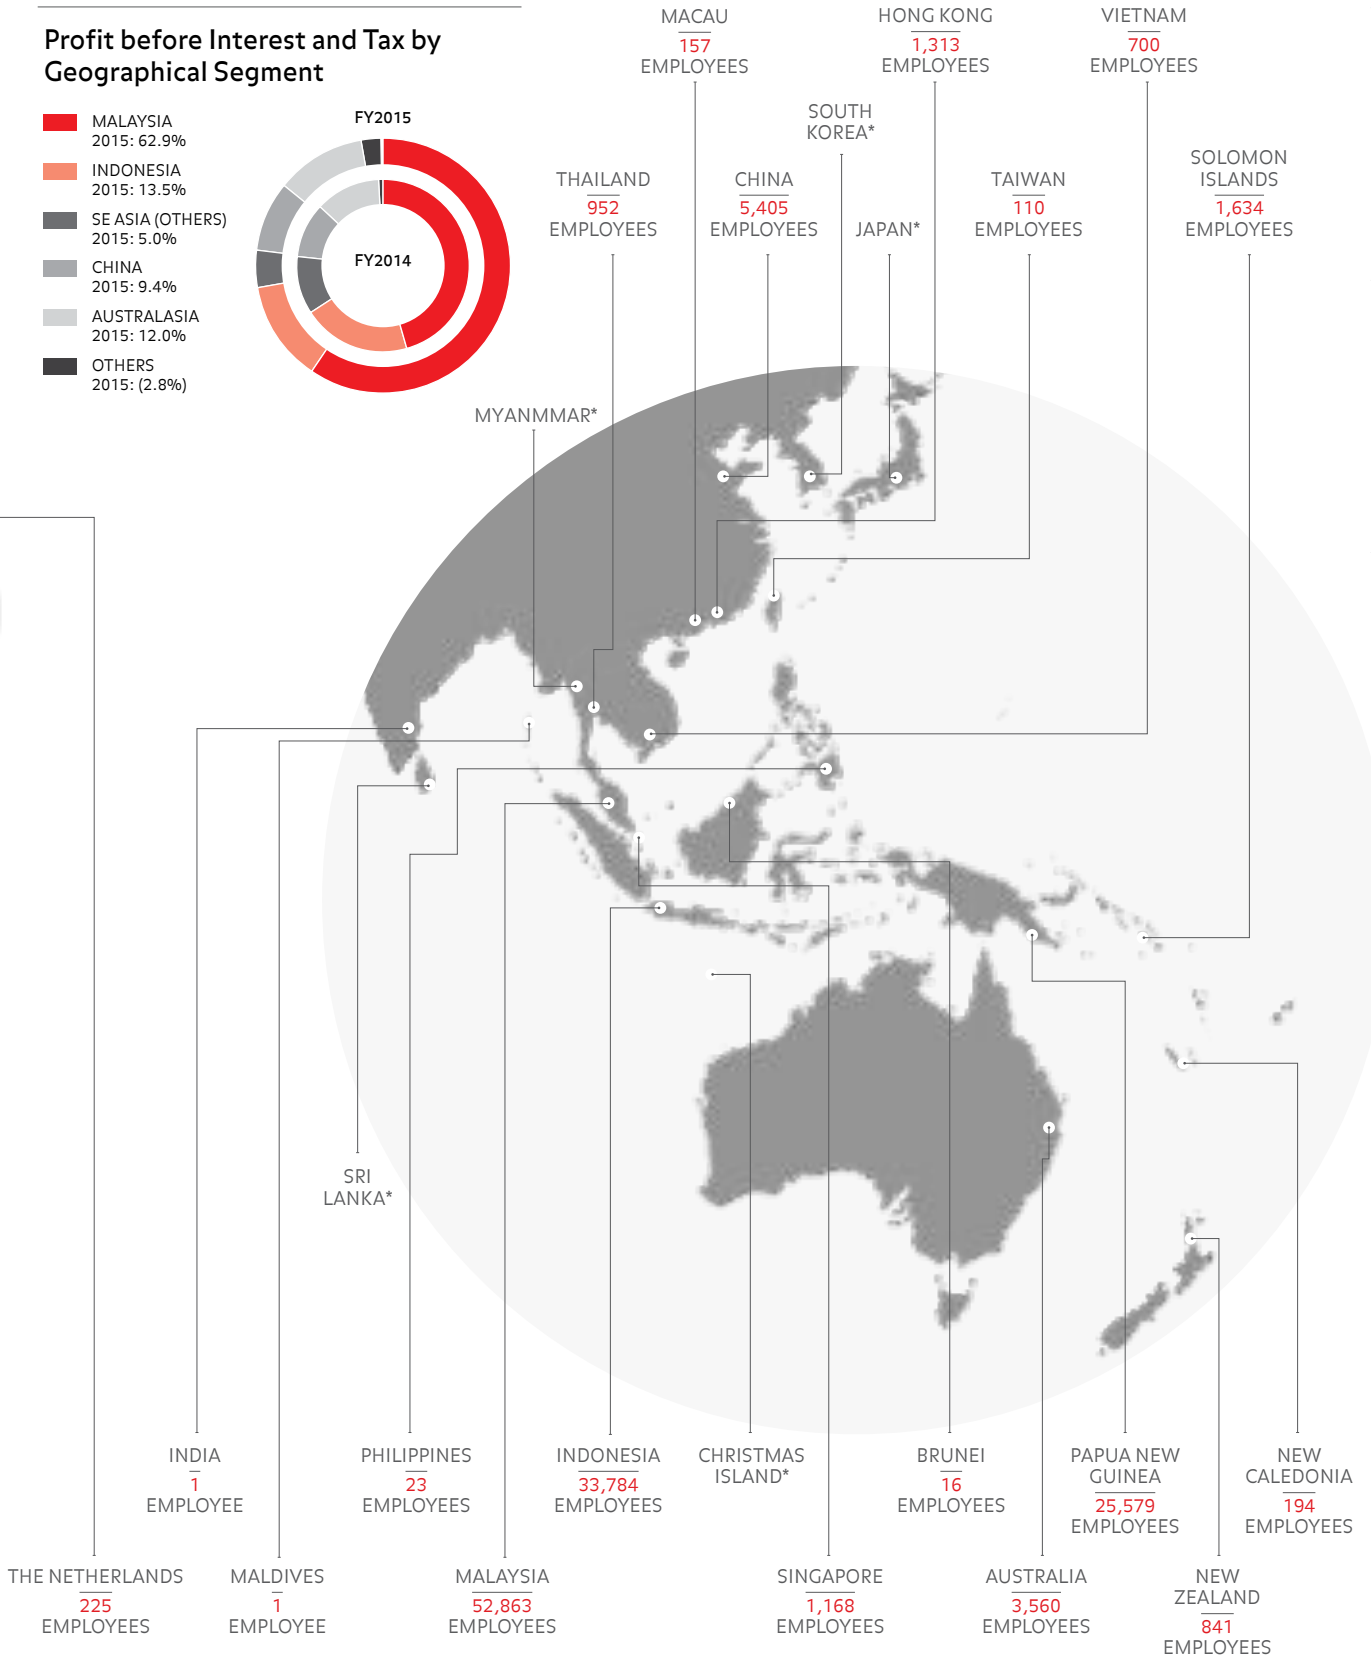 Profit before Interest and Tax by
Geographical Segment
MALAYSIA
2015: 62.9%
INDONESIA
2015: 13.5%
SE ASIA (OTHERS)
2015: 5.0%
CHINA
2015: 9.4%
AUSTRALASIA
2015: 12.0%
OTHERS
2015: (2.8%)
FY2015
FY2014
MACAU
157
EMPLOYEES
HONG KONG
1,313
EMPLOYEES
VIETNAM
700
EMPLOYEES
SOUTH
KOREA*
THAILAND
952
EMPLOYEES
CHINA
5,405
EMPLOYEES
JAPAN*
TAIWAN
110
EMPLOYEES
SOLOMON
ISLANDS
1,634
EMPLOYEES
MYANMMAR*
SRI
LANKA*
INDIA
1
EMPLOYEE
PHILIPPINES
23
EMPLOYEES
INDONESIA
33,784
EMPLOYEES
CHRISTMAS
ISLAND*
BRUNEI
16
EMPLOYEES
PAPUA NEW
GUINEA
25,579
EMPLOYEES
NEW
CALEDONIA
194
EMPLOYEES
THE NETHERLANDS
225
EMPLOYEES
MALDIVES
1
EMPLOYEE
MALAYSIA
52,863
EMPLOYEES
SINGAPORE
1,168
EMPLOYEES
AUSTRALIA
3,560
EMPLOYEES
NEW
ZEALAND
841
EMPLOYEES